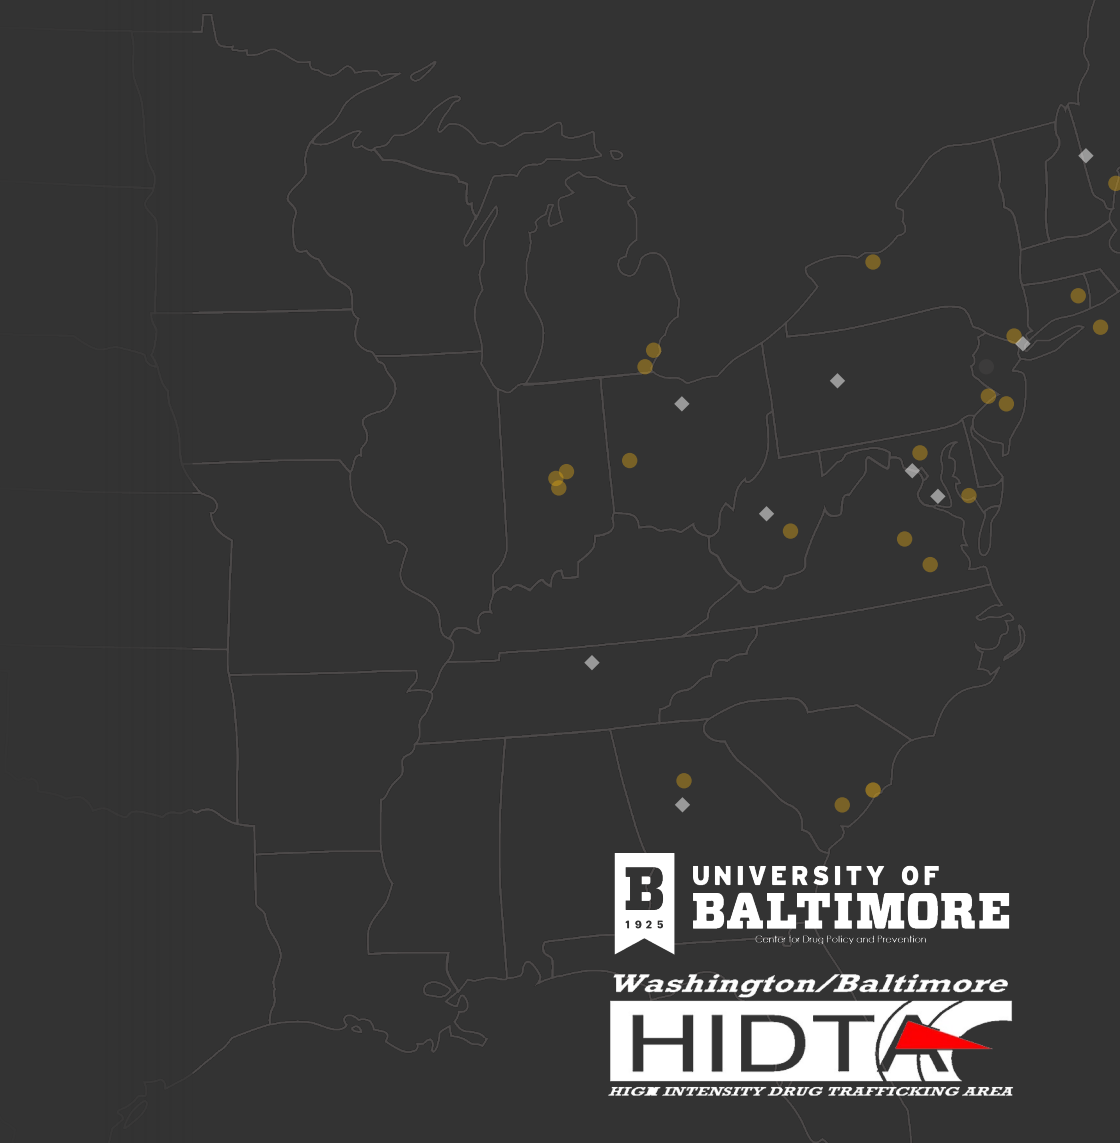 UNIVERSITY OF
B
BALTIMORE
1925
Center for Drug Policy and Prevention
Washington/Baltimore
HIDTA
HIGH INTENSITY DRUG TRAFFICKING AREA